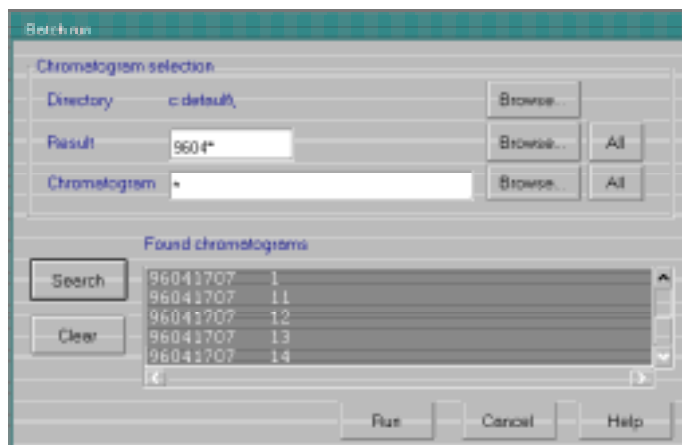 Batch run
Chromatogram selection
Directory c:default\, Browse...
Result 9604* Browse... All
Chromatogram * Browse... All
Found chromatograms
Search
Clear
96041707 1
96041707 11
96041707 12
96041707 13
96041707 14
Run Cancel Help